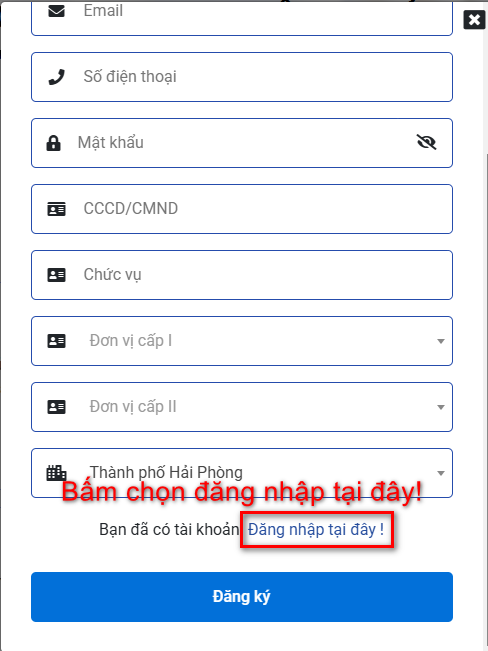 Email
Số điện thoại
Mật khẩu
CCCD/CMND
Chức vụ
Đơn vị cấp I
Đơn vị cấp II
Thành phố Hải Phòng
Bấm chọn đăng nhập tại đây!
Bạn đã có tài khoản Đăng nhập tại đây !
Đăng ký